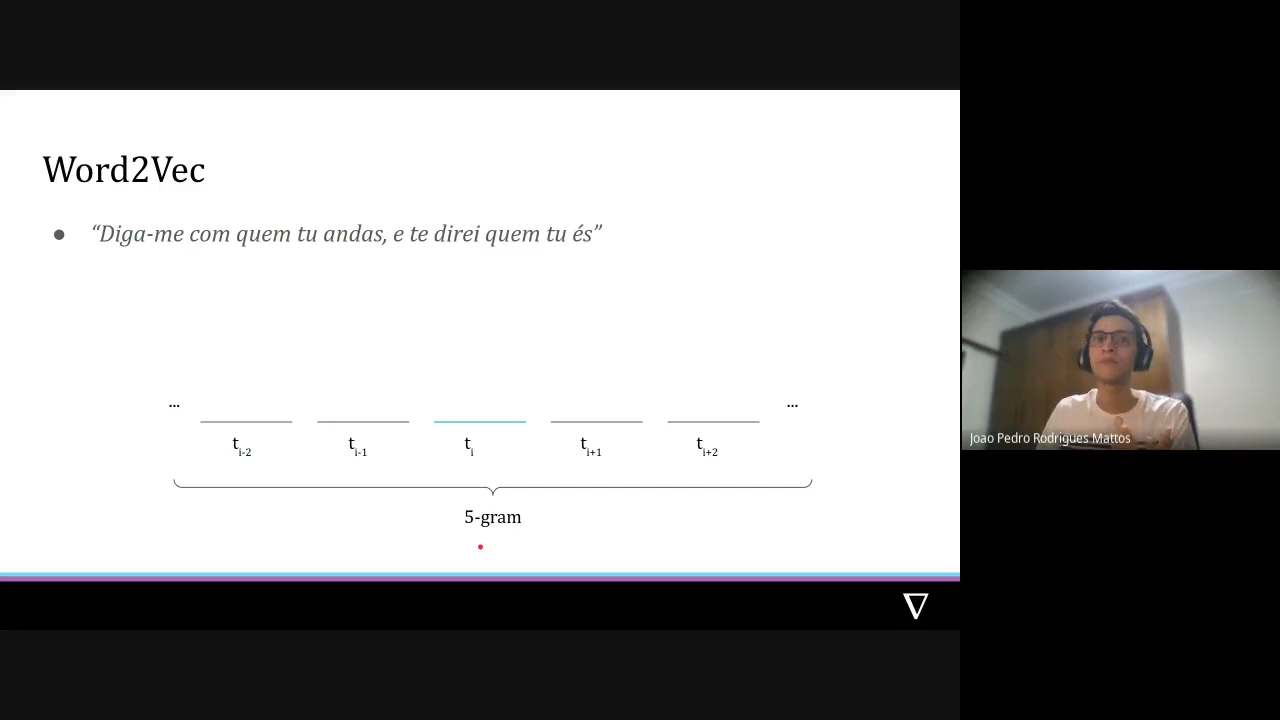 Word2Vec
● “Diga-me com quem tu andas, e te direi quem tu és”
... ...
t i-2 t i-1 t i t i+1 t i+2
5-gram
Joao Pedro Rodrigues Mattos